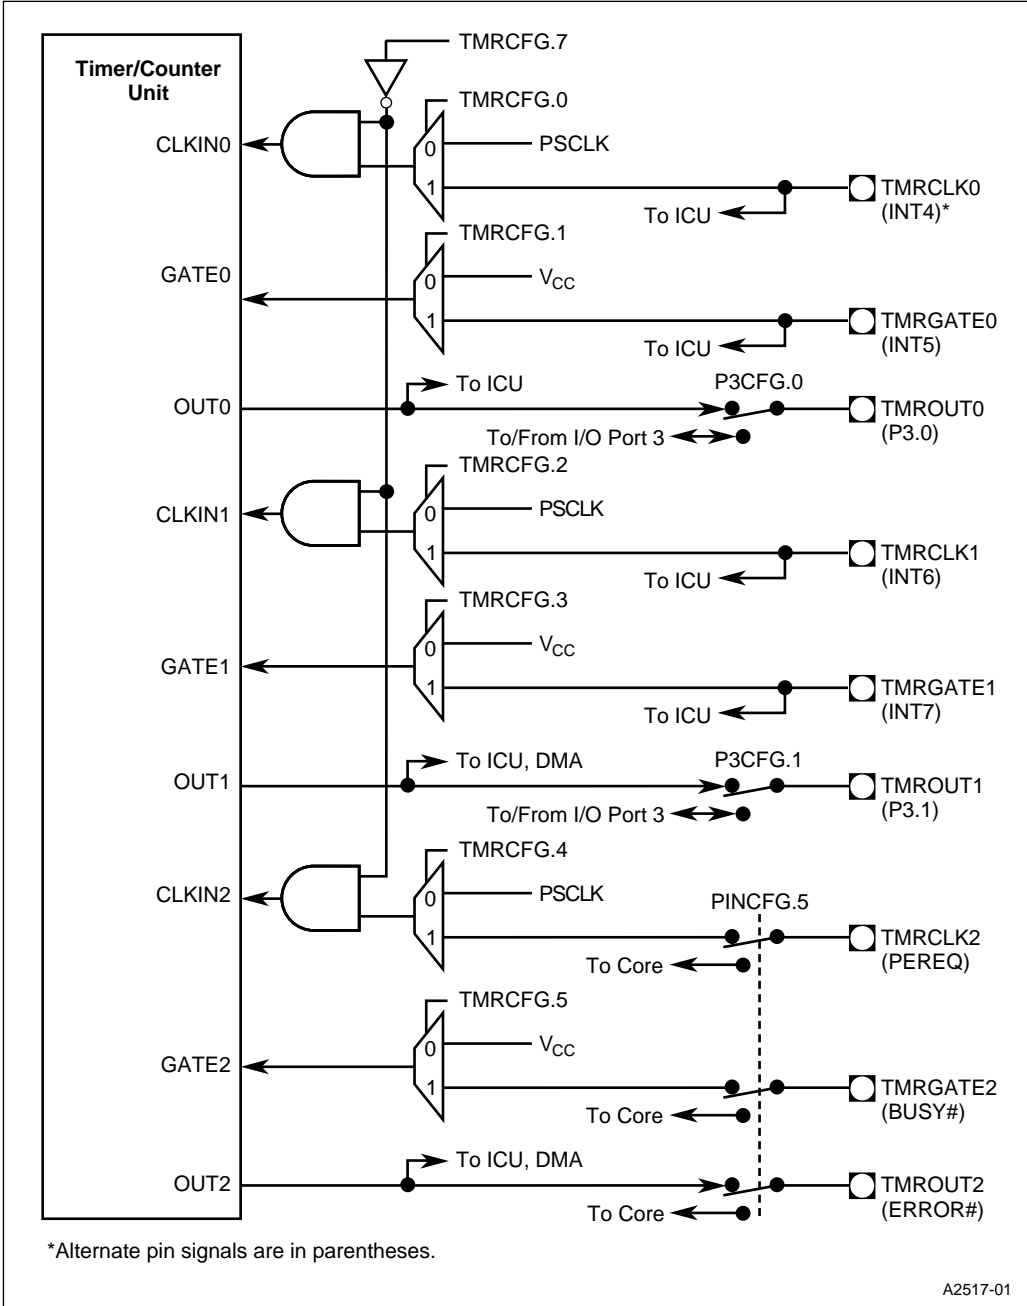 TMRCFG.7
Timer/Counter
Unit
TMRCFG.0
CLKIN0
0
PSCLK
1
TMRCLK0
(INT4)*
To ICU
TMRCFG.1
GATE0
0
VCC
1
TMRGATE0
(INT5)
To ICU
To ICU
P3CFG.0
OUT0
TMROUT0
(P3.0)
To/From I/O Port 3
TMRCFG.2
CLKIN1
0
PSCLK
1
TMRCLK1
(INT6)
To ICU
TMRCFG.3
GATE1
0
VCC
1
TMRGATE1
(INT7)
To ICU
To ICU, DMA
P3CFG.1
OUT1
TMROUT1
(P3.1)
To/From I/O Port 3
TMRCFG.4
CLKIN2
0
PSCLK
PINCFG.5
1
TMRCLK2
(PEREQ)
To Core
TMRCFG.5
GATE2
0
VCC
1
TMRGATE2
(BUSY#)
To Core
To ICU, DMA
OUT2
TMROUT2
(ERROR#)
To Core
*Alternate pin signals are in parentheses.
A2517-01